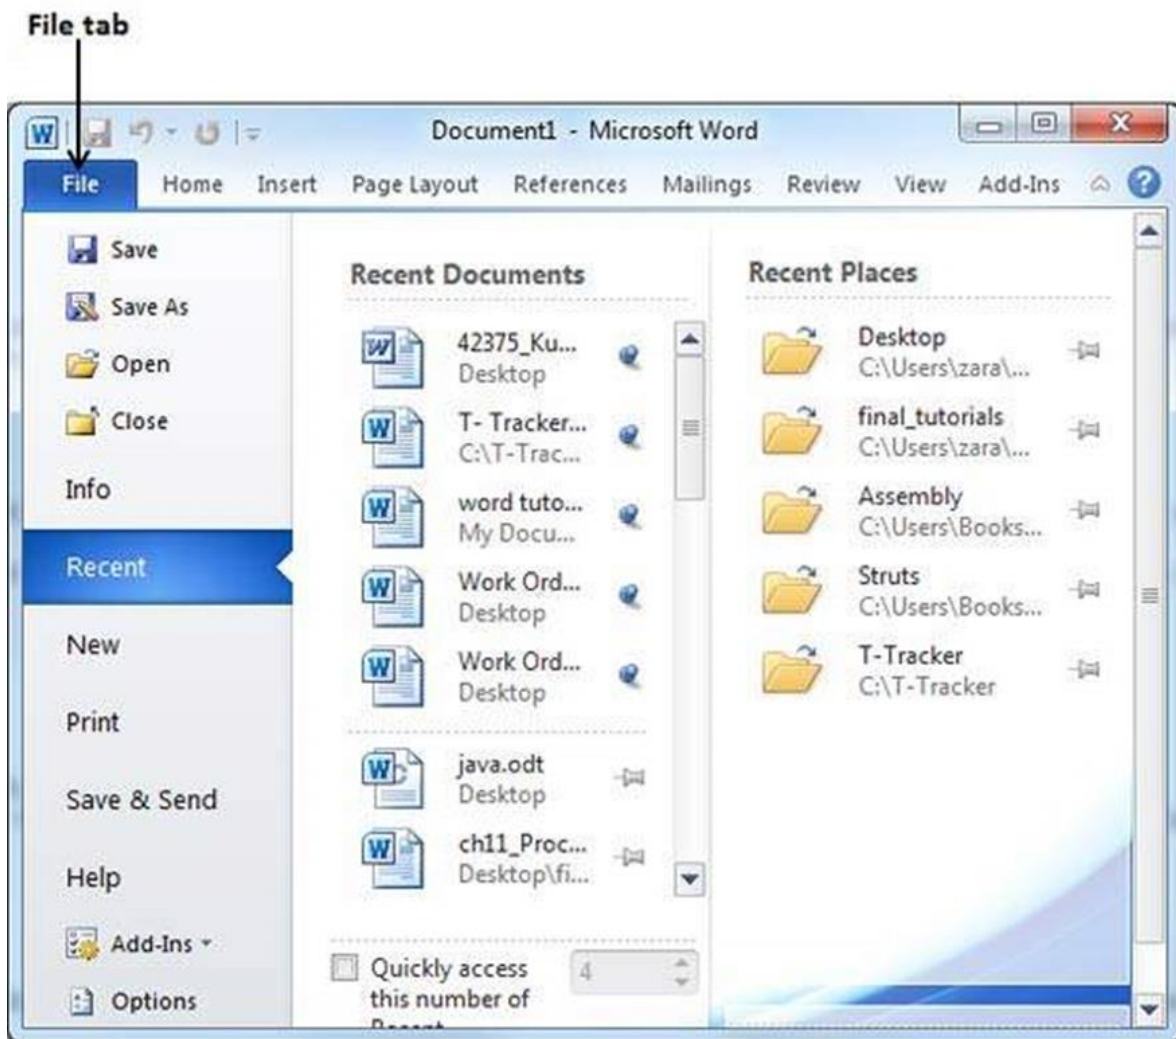 File tab
Document1 - Microsoft Word
File Home Insert Page Layout References Mailings Review View Add-Ins
Save
Save As
Open
Close
Info
Recent
New
Print
Save & Send
Help
Add-Ins
Options
Recent Documents
42375_Ku...
Desktop
T- Tracker...
C:\T-Trac...
word tuto...
My Docu...
Work Ord...
Desktop
Work Ord...
Desktop
java.odt
Desktop
ch11_Proc...
Desktop\fi...
Quickly access 4
this number of
Recent Places
Desktop
C:\Users\zara\...
final_tutorials
C:\Users\zara\...
Assembly
C:\Users\Books...
Struts
C:\Users\Books...
T-Tracker
C:\T-Tracker